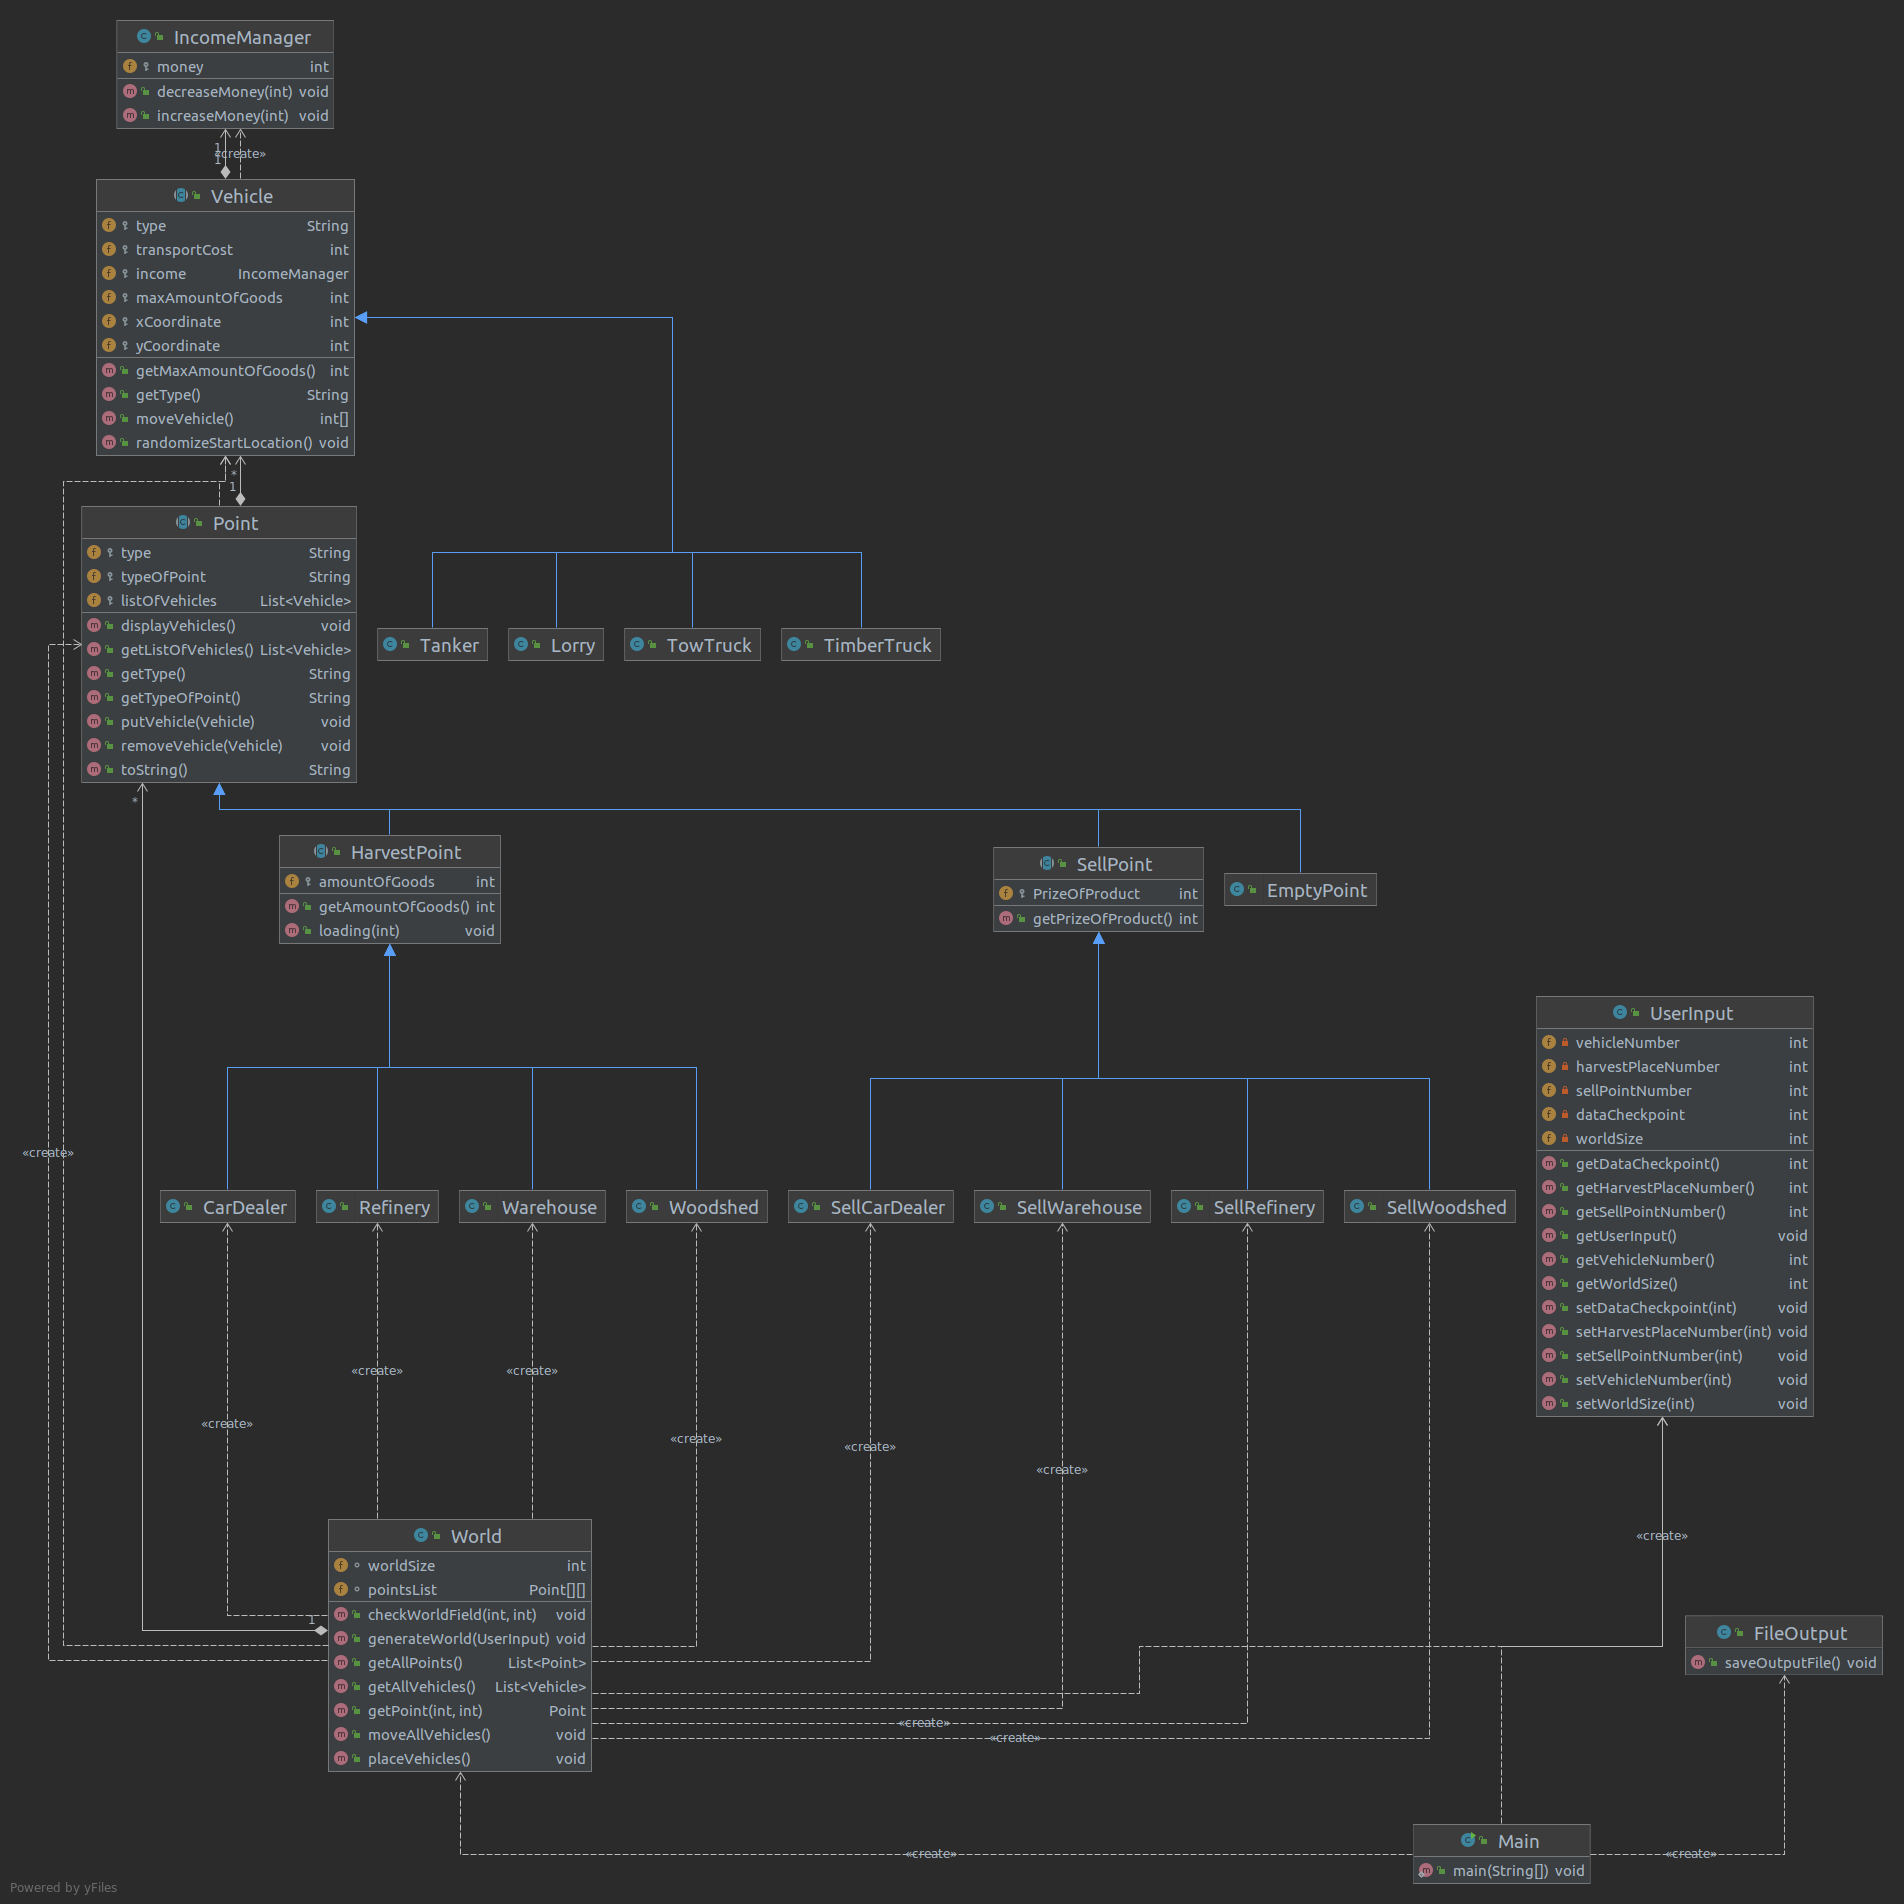 IncomeManager
money int
decreaseMoney(int) void
increaseMoney(int) void
1
1
«create»
Vehicle
type String
transportCost int
income IncomeManager
maxAmountOfGoods int
xCoordinate int
yCoordinate int
getMaxAmountOfGoods() int
getType() String
moveVehicle() int[]
randomizeStartLocation() void
*
1
Point
type String
typeOfPoint String
listOfVehicles List<Vehicle>
displayVehicles() void
getListOfVehicles() List<Vehicle>
getType() String
getTypeOfPoint() String
putVehicle(Vehicle) void
removeVehicle(Vehicle) void
toString() String
Tanker
Lorry
TowTruck
TimberTruck
*
HarvestPoint
amountOfGoods int
getAmountOfGoods() int
loading(int) void
SellPoint
PrizeOfProduct int
getPrizeOfProduct() int
EmptyPoint
UserInput
vehicleNumber int
harvestPlaceNumber int
sellPointNumber int
dataCheckpoint int
worldSize int
getDataCheckpoint() int
getHarvestPlaceNumber() int
getSellPointNumber() int
getUserInput() void
getVehicleNumber() int
getWorldSize() int
setDataCheckpoint(int) void
setHarvestPlaceNumber(int) void
setSellPointNumber(int) void
setVehicleNumber(int) void
setWorldSize(int) void
«create»
CarDealer
Refinery
Warehouse
Woodshed
SellCarDealer
SellWarehouse
SellRefinery
SellWoodshed
«create»
«create»
«create»
«create»
«create»
«create»
«create»
World
worldSize int
pointsList Point[][]
checkWorldField(int, int) void
generateWorld(UserInput) void
getAllPoints() List<Point>
getAllVehicles() List<Vehicle>
getPoint(int, int) Point
moveAllVehicles() void
placeVehicles() void
1
FileOutput
saveOutputFile() void
«create»
«create»
Main
main(String[]) void
«create»
«create»
Powered by yFiles